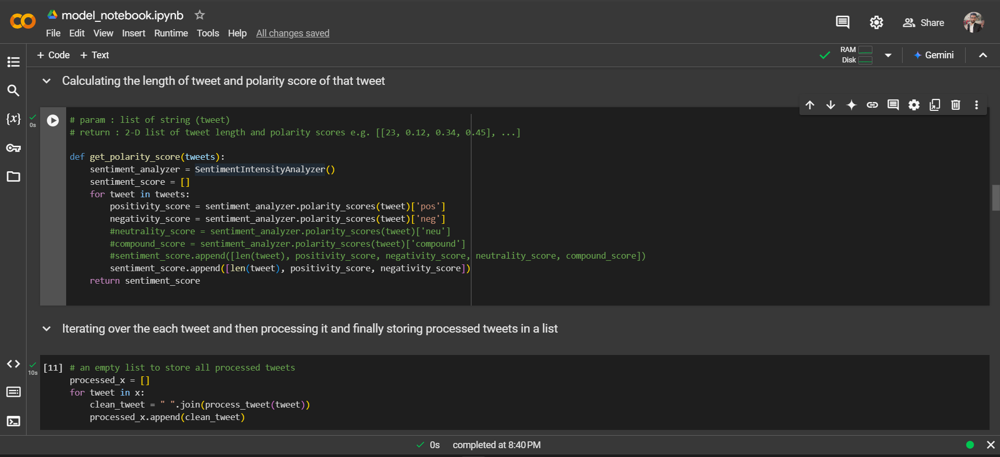 model_notebook.ipynb
File Edit View Insert Runtime Tools Help All changes saved
Share
+ Code + Text
RAM
Disk
Gemini
Calculating the length of tweet and polarity score of that tweet
{x}
0s
# param : list of string (tweet)
# return : 2-D list of tweet length and polarity scores e.g. [[23, 0.12, 0.34, 0.45], ...]
def get_polarity_score(tweets):
    sentiment_analyzer = SentimentIntensityAnalyzer()
    sentiment_score = []
    for tweet in tweets:
        positivity_score = sentiment_analyzer.polarity_scores(tweet)['pos']
        negativity_score = sentiment_analyzer.polarity_scores(tweet)['neg']
        #neutrality_score = sentiment_analyzer.polarity_scores(tweet)['neu']
        #compound_score = sentiment_analyzer.polarity_scores(tweet)['compound']
        #sentiment_score.append([len(tweet), positivity_score, negativity_score, neutrality_score, compound_score])
        sentiment_score.append([len(tweet), positivity_score, negativity_score])
    return sentiment_score
Iterating over the each tweet and then processing it and finally storing processed tweets in a list
10s
[11] # an empty list to store all processed tweets
processed_x = []
for tweet in x:
    clean_tweet = " ".join(process_tweet(tweet))
    processed_x.append(clean_tweet)
0s completed at 8:40 PM